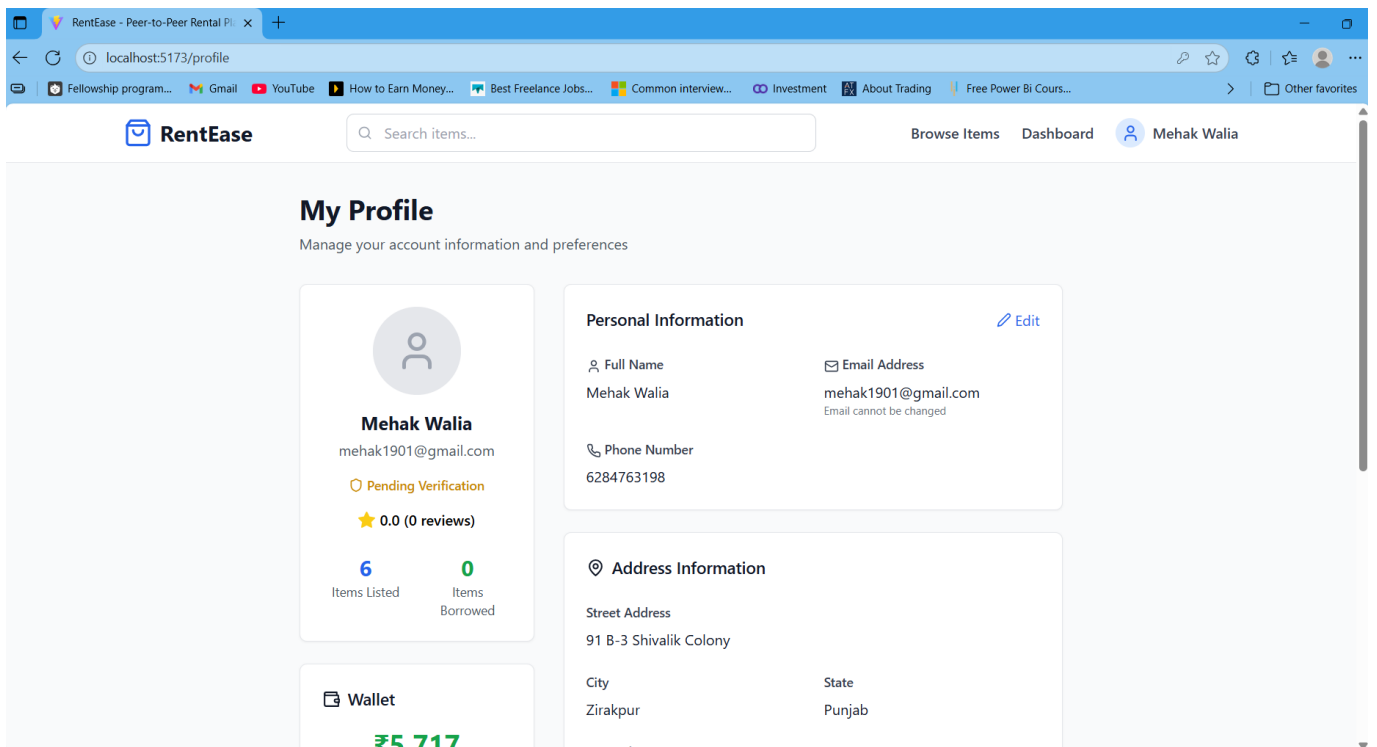 RentEase - Peer-to-Peer Rental Pl
localhost:5173/profile
Fellowship program...
Gmail
YouTube
How to Earn Money...
Best Freelance Jobs...
Common interview...
Investment
About Trading
Free Power Bi Cours...
Other favorites
RentEase
Search items...
Browse Items
Dashboard
Mehak Walia
My Profile
Manage your account information and preferences
Mehak Walia
mehak1901@gmail.com
Pending Verification
0.0 (0 reviews)
6
Items Listed
0
Items
Borrowed
Wallet
₹5,717
Personal Information
Edit
Full Name
Mehak Walia
Email Address
mehak1901@gmail.com
Email cannot be changed
Phone Number
6284763198
Address Information
Street Address
91 B-3 Shivalik Colony
City
Zirakpur
State
Punjab